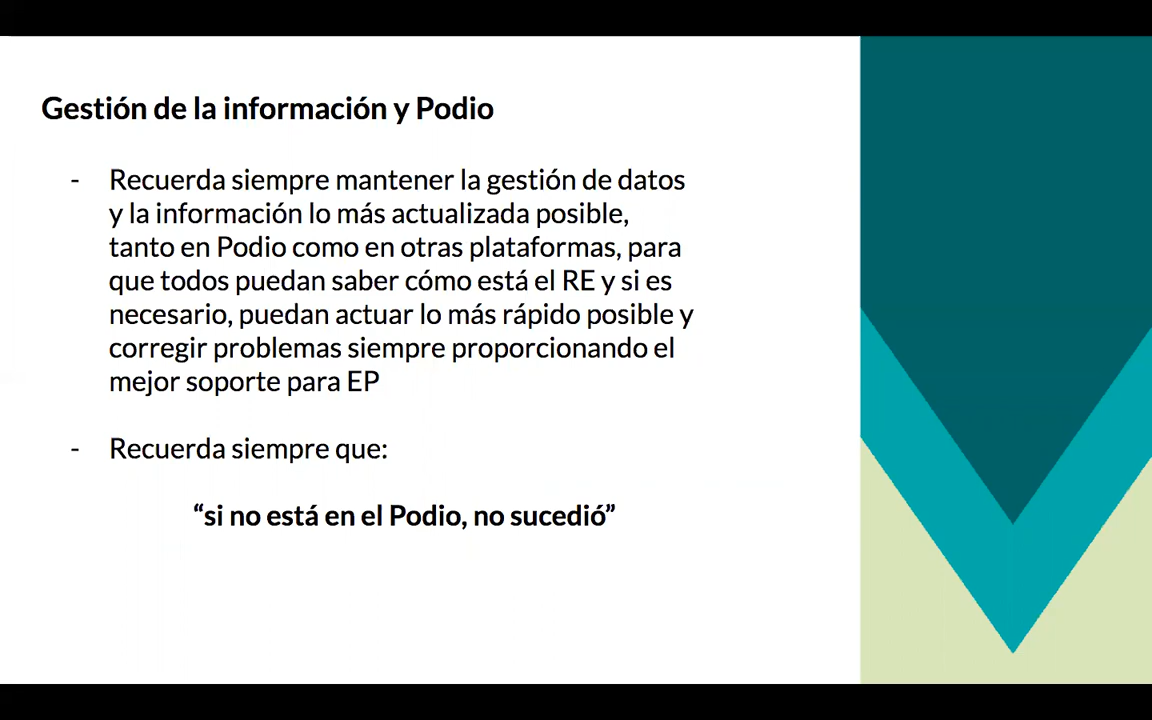 Gestión de la información y Podio
- Recuerda siempre mantener la gestión de datos
y la información lo más actualizada posible,
tanto en Podio como en otras plataformas, para
que todos puedan saber cómo está el RE y si es
necesario, puedan actuar lo más rápido posible y
corregir problemas siempre proporcionando el
mejor soporte para EP
- Recuerda siempre que:
“si no está en el Podio, no sucedió”